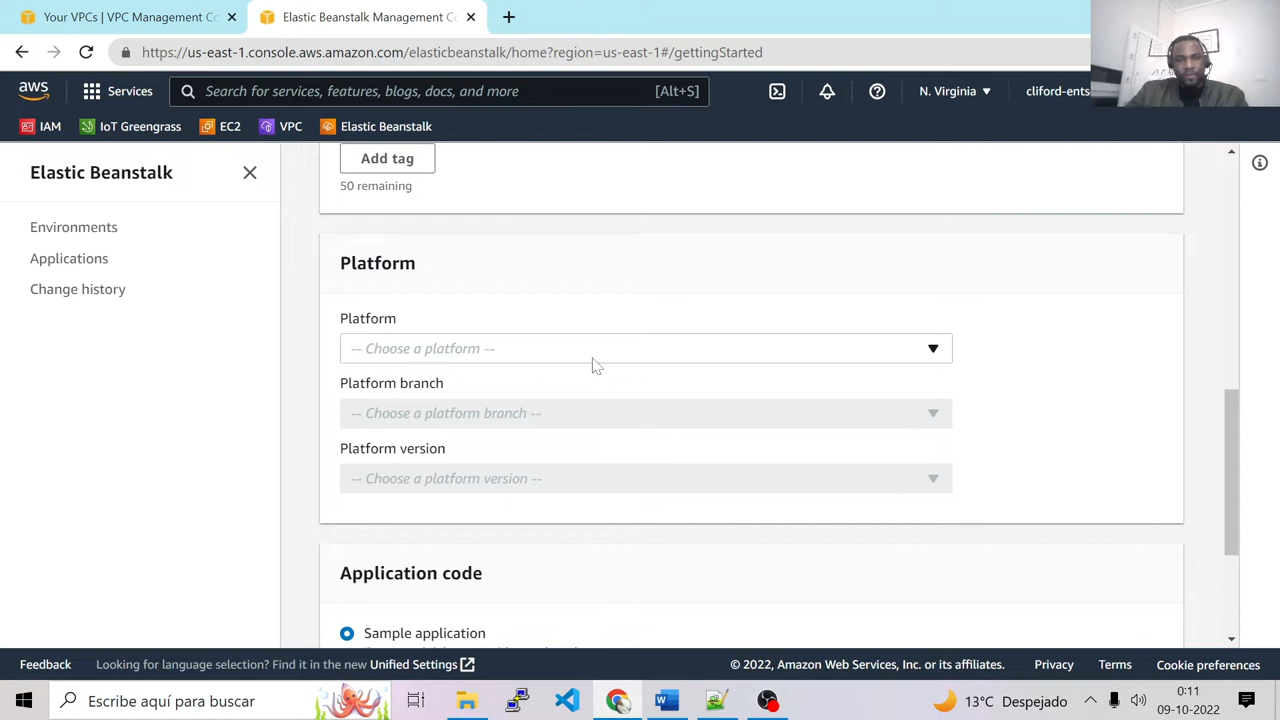 Your VPCs | VPC Management Co
Elastic Beanstalk Management Co
https://us-east-1.console.aws.amazon.com/elasticbeanstalk/home?region=us-east-1#/gettingStarted
aws
Services
Search for services, features, blogs, docs, and more
[Alt+S]
N. Virginia
cliford-ents
IAM
IoT Greengrass
EC2
VPC
Elastic Beanstalk
Elastic Beanstalk
Environments
Applications
Change history
Add tag
50 remaining
Platform
Platform
-- Choose a platform --
Platform branch
-- Choose a platform branch --
Platform version
-- Choose a platform version --
Application code
Sample application
Feedback
Looking for language selection? Find it in the new Unified Settings
© 2022, Amazon Web Services, Inc. or its affiliates.
Privacy
Terms
Cookie preferences
Escribe aquí para buscar
13°C Despejado
0:11
09-10-2022